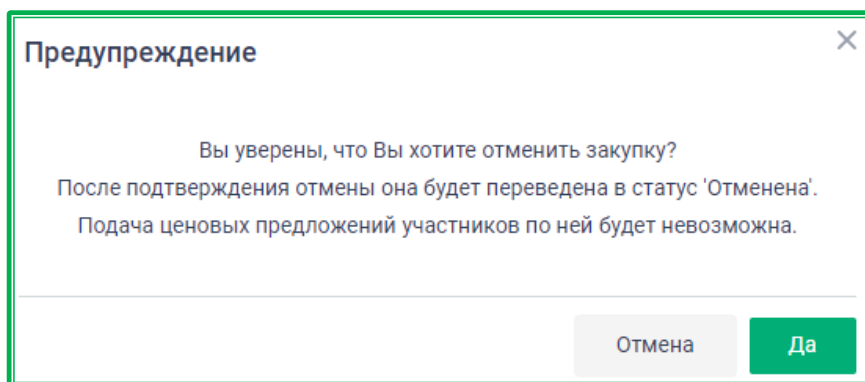 Предупреждение
Вы уверены, что Вы хотите отменить закупку?
После подтверждения отмены она будет переведена в статус 'Отменена'.
Подача ценовых предложений участников по ней будет невозможна.
Отмена
Да